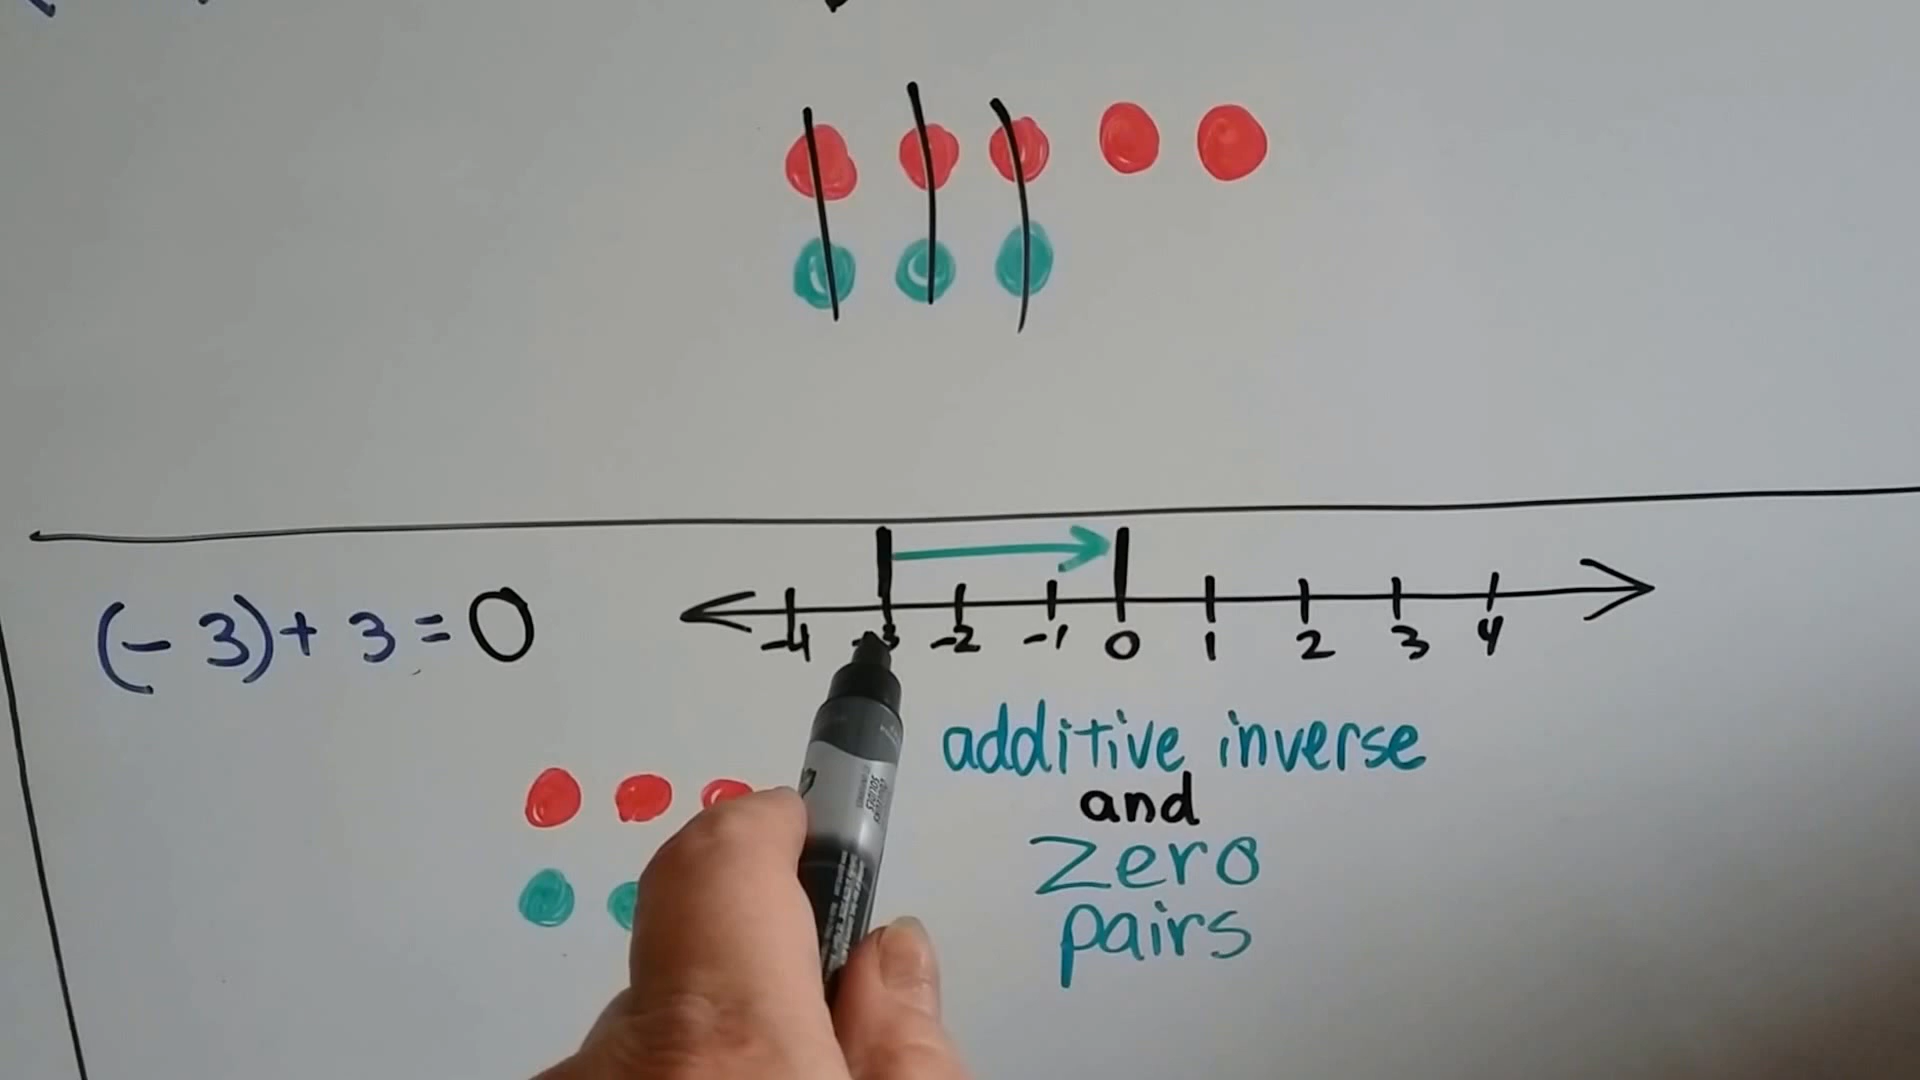 (-3)+ 3 = 0
-4 -3 -2 -1 0 1 2 3 4
additive inverse
and
zero
pairs